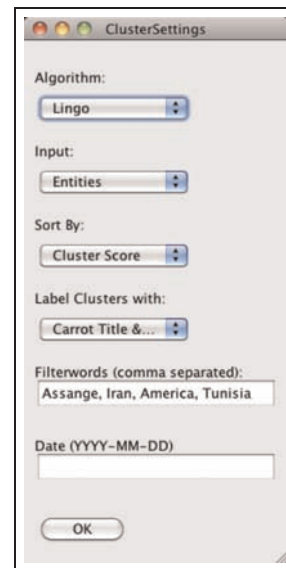 ClusterSettings
Algorithm:
Lingo
Input:
Entities
Sort By:
Cluster Score
Label Clusters with:
Carrot Title &...
Filterwords (comma separated):
Assange, Iran, America, Tunisia
Date (YYYY-MM-DD)
OK